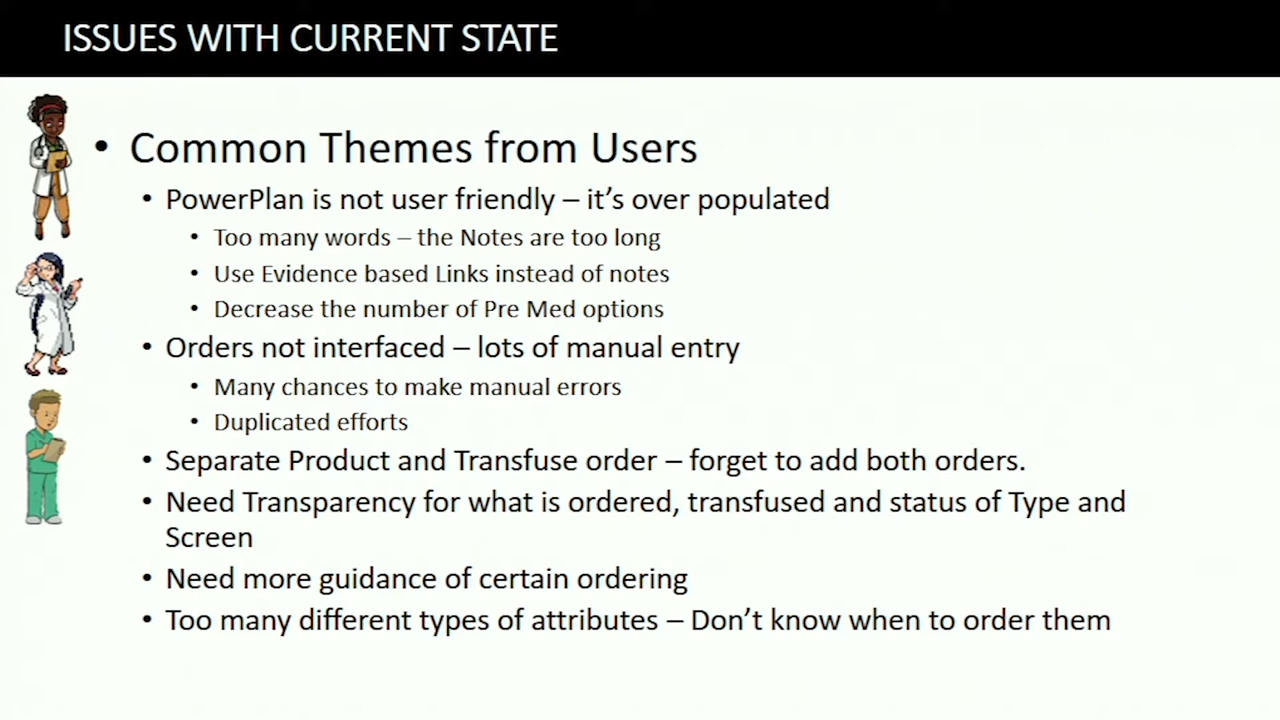 ISSUES WITH CURRENT STATE
• Common Themes from Users
• PowerPlan is not user friendly – it’s over populated
• Too many words – the Notes are too long
• Use Evidence based Links instead of notes
• Decrease the number of Pre Med options
• Orders not interfaced – lots of manual entry
• Many chances to make manual errors
• Duplicated efforts
• Separate Product and Transfuse order – forget to add both orders.
• Need Transparency for what is ordered, transfused and status of Type and
Screen
• Need more guidance of certain ordering
• Too many different types of attributes – Don’t know when to order them